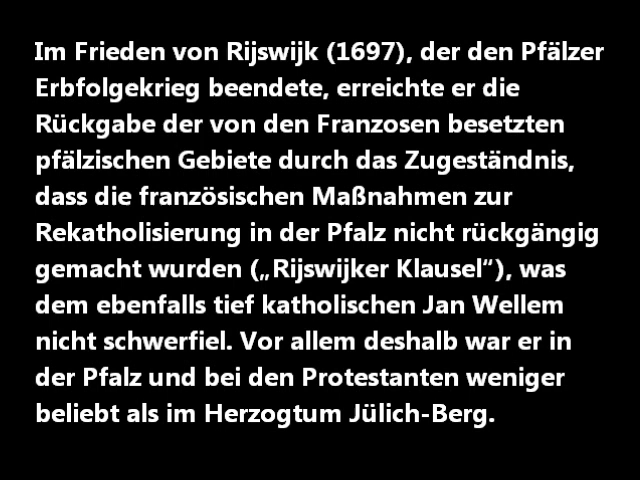 Im Frieden von Rijswijk (1697), der den Pfälzer
Erbfolgekrieg beendete, erreichte er die
Rückgabe der von den Franzosen besetzten
pfälzischen Gebiete durch das Zugeständnis,
dass die französischen Maßnahmen zur
Rekatholisierung in der Pfalz nicht rückgängig
gemacht wurden („Rijswijker Klausel“), was
dem ebenfalls tief katholischen Jan Wellem
nicht schwerfiel. Vor allem deshalb war er in
der Pfalz und bei den Protestanten weniger
beliebt als im Herzogtum Jülich-Berg.